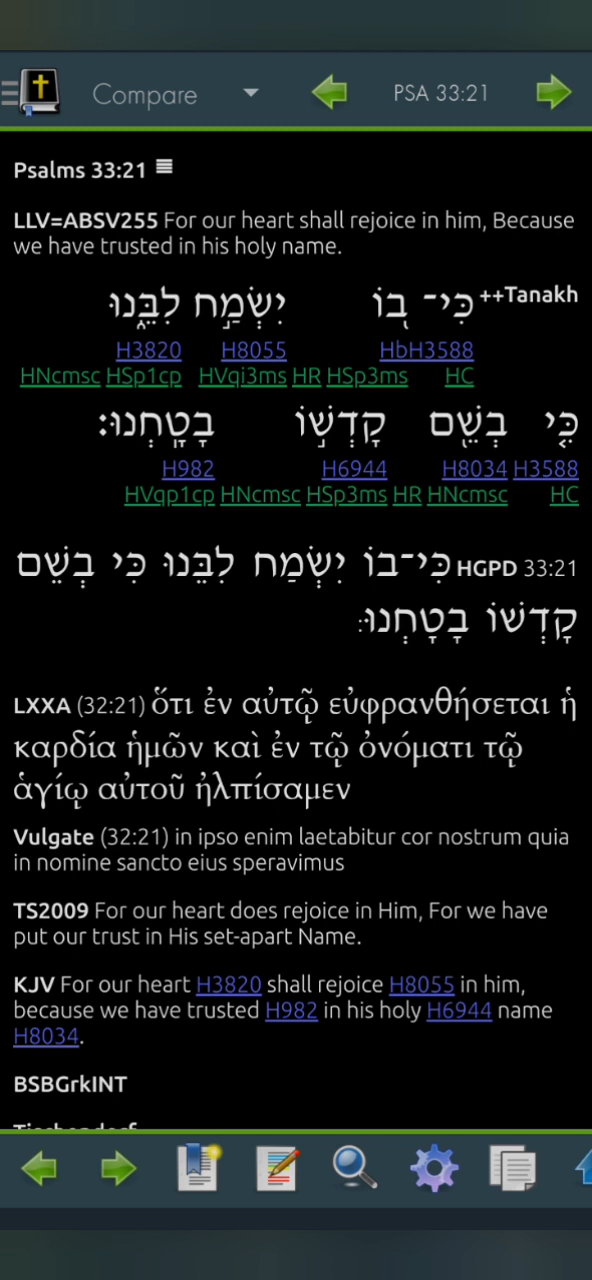 Compare PSA 33:21
Psalms 33:21
LLV=ABSV255 For our heart shall rejoice in him, Because
we have trusted in his holy name.
++Tanakh כִּי־ ב֭וֹ יִשְׂמַ֣ח לִבֵּ֑נוּ
H3820 H8055 HbH3588
HNcmsc HSp1cp HVqi3ms HR HSp3ms HC
כִּ֤י בְשֵׁ֖ם קָדְשׁ֣וֹ בָטָֽחְנוּ׃
H982 H6944 H8034 H3588
HVqp1cp HNcmsc HSp3ms HR HNcmsc HC
HGPD 33:21 כִּי־בוֹ יִשְׂמַח לִבֵּנוּ כִּי בְשֵׁם
קָדְשׁוֹ בָטָחְנוּ׃
LXXA (32:21) ὅτι ἐν αὐτῷ εὐφρανθήσεται ἡ
καρδία ἡμῶν καὶ ἐν τῷ ὀνόματι τῷ
ἁγίῳ αὐτοῦ ἠλπίσαμεν
Vulgate (32:21) in ipso enim laetabitur cor nostrum quia
in nomine sancto eius speravimus
TS2009 For our heart does rejoice in Him, For we have
put our trust in His set-apart Name.
KJV For our heart H3820 shall rejoice H8055 in him,
because we have trusted H982 in his holy H6944 name
H8034.
BSBGrkINT